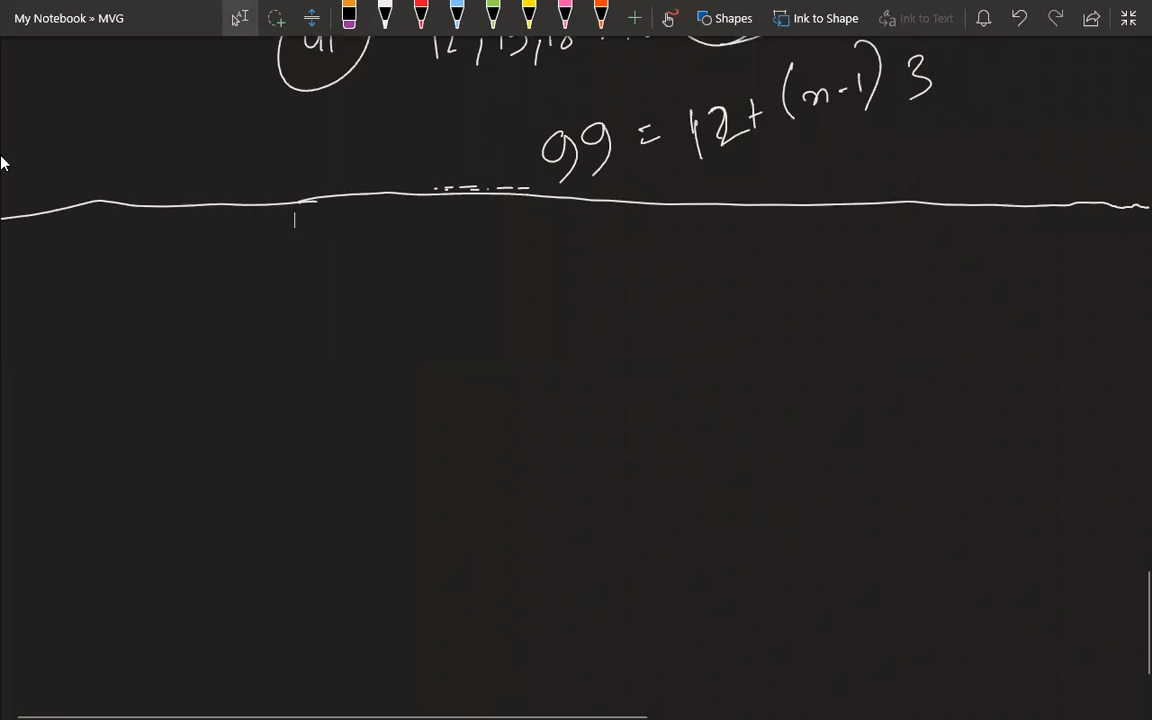 My Notebook » MVG
Shapes
Ink to Shape
Ink to Text
12, 15, 18
99 = 12 + (n-1) 3